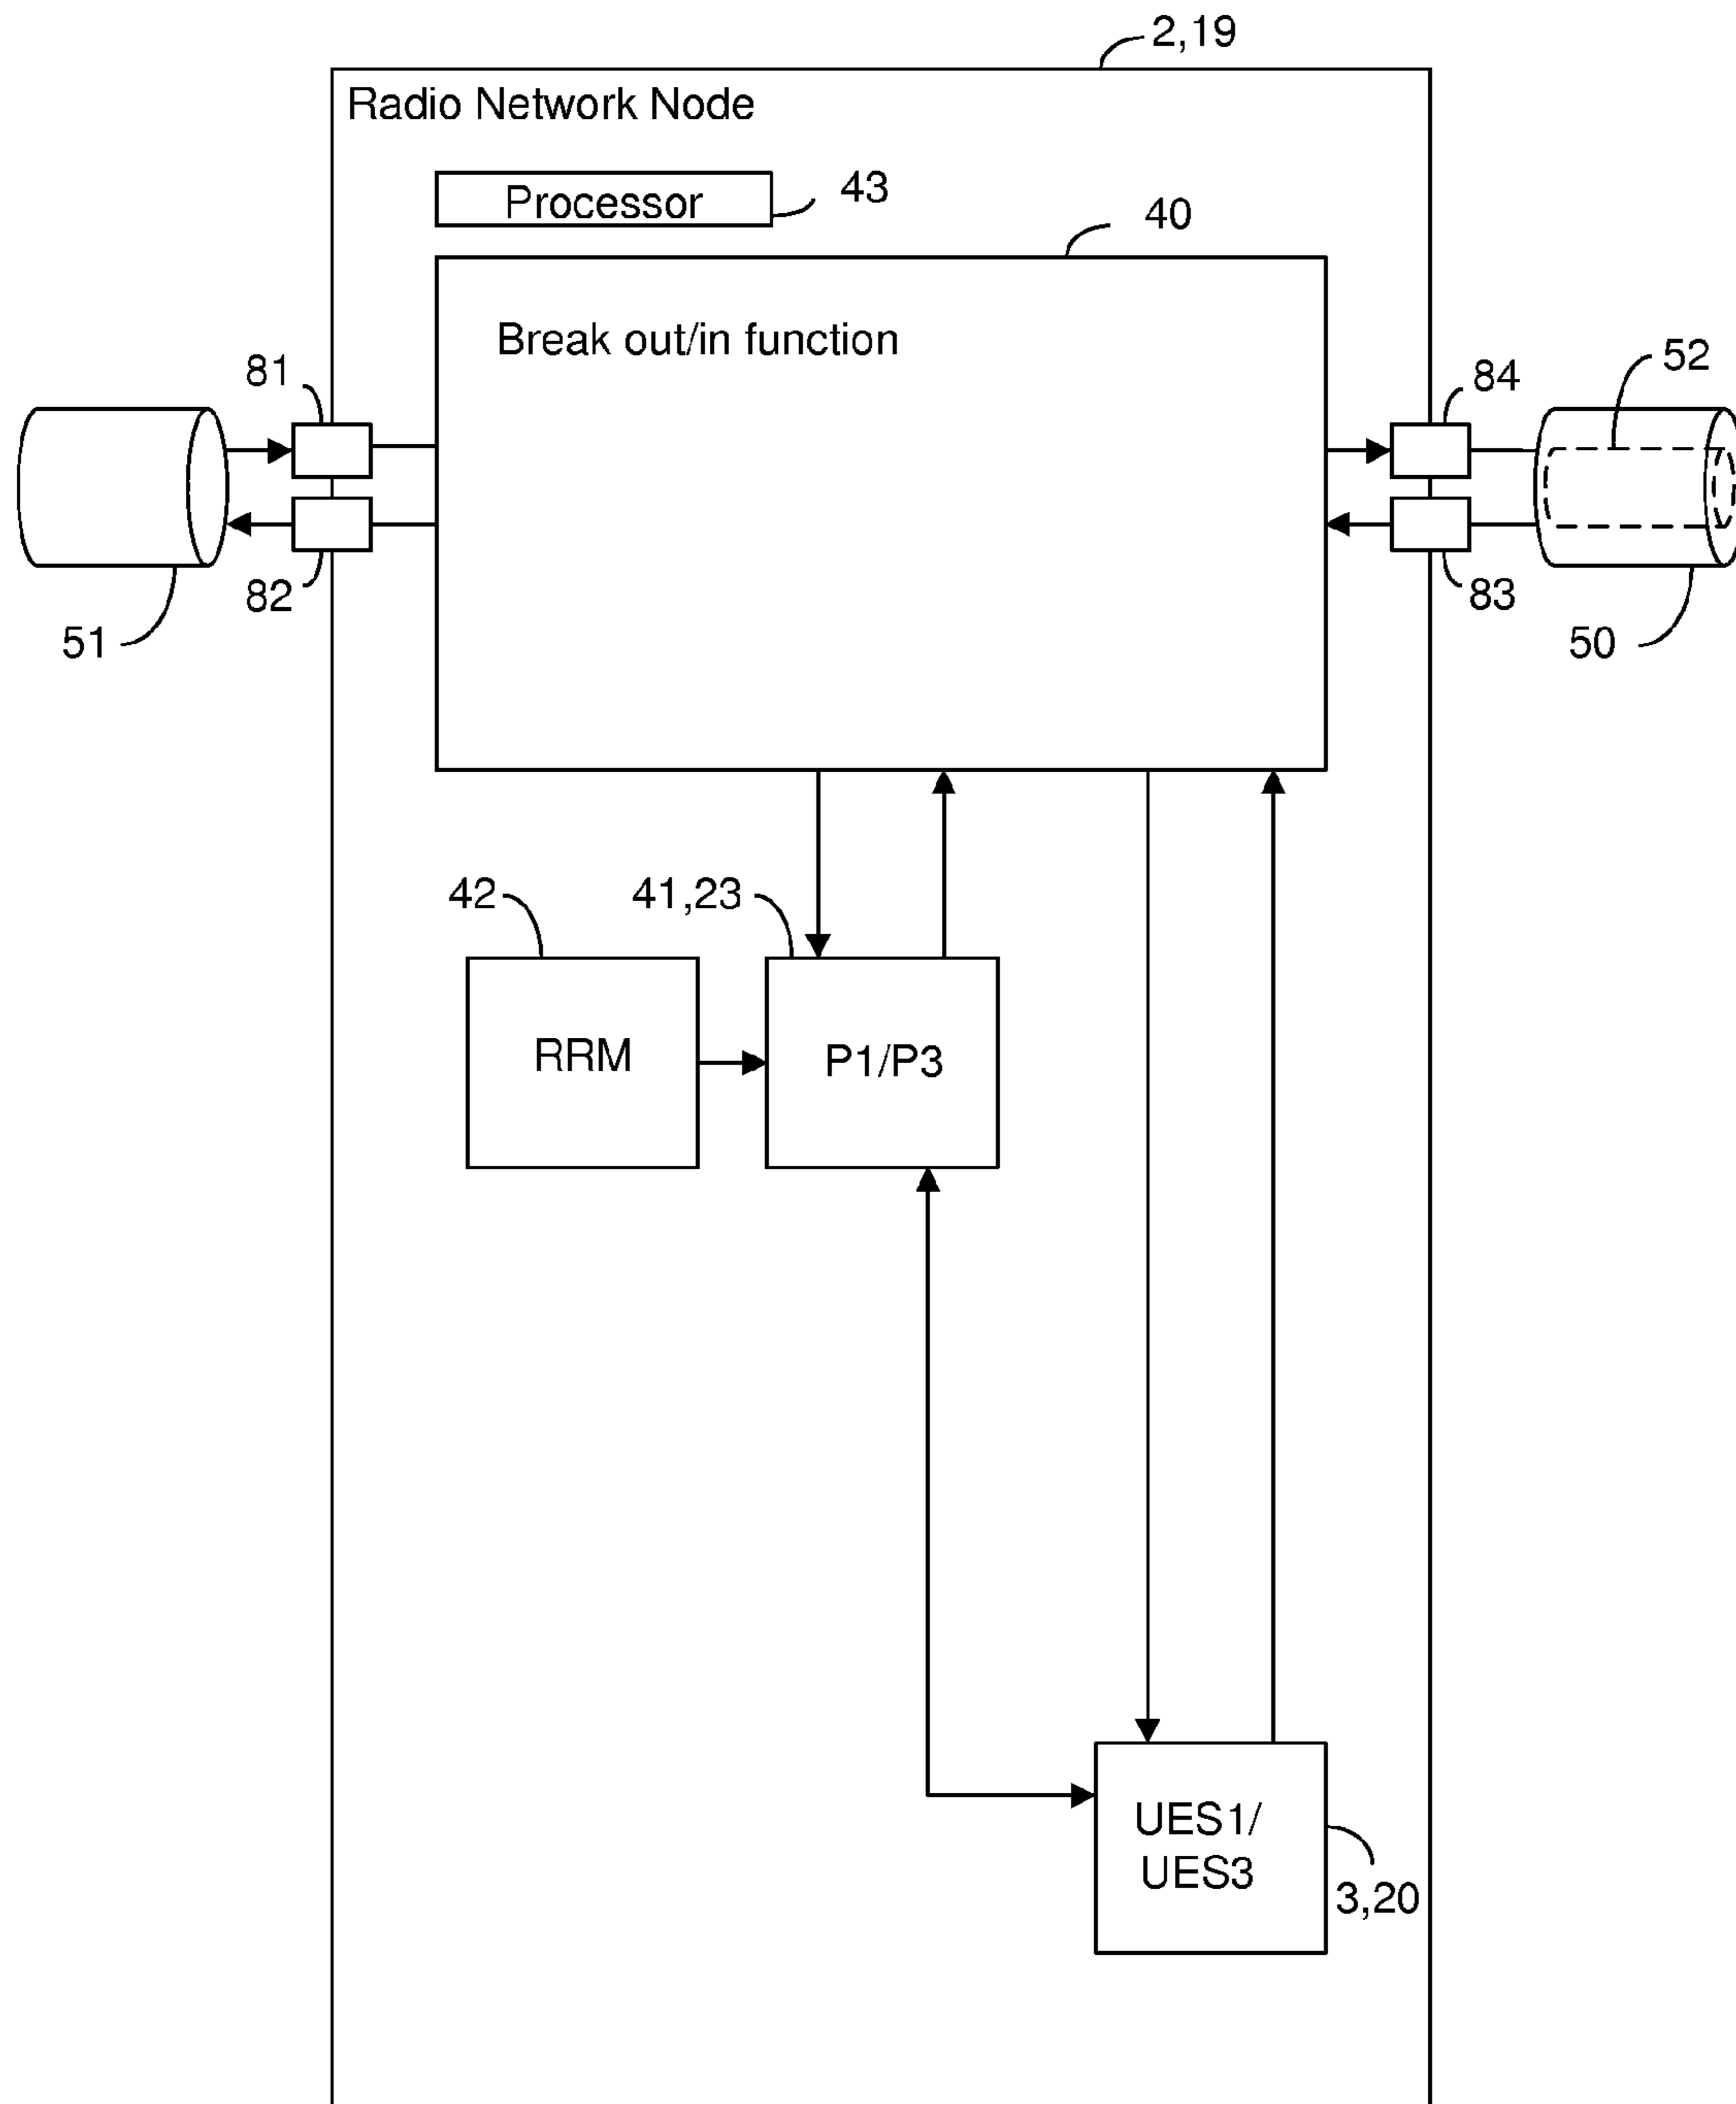 2,19
Radio Network Node
Processor
43
40
Break out/in function
81
84
52
82
83
51
50
42
41,23
RRM
P1/P3
UES1/
UES3
3,20